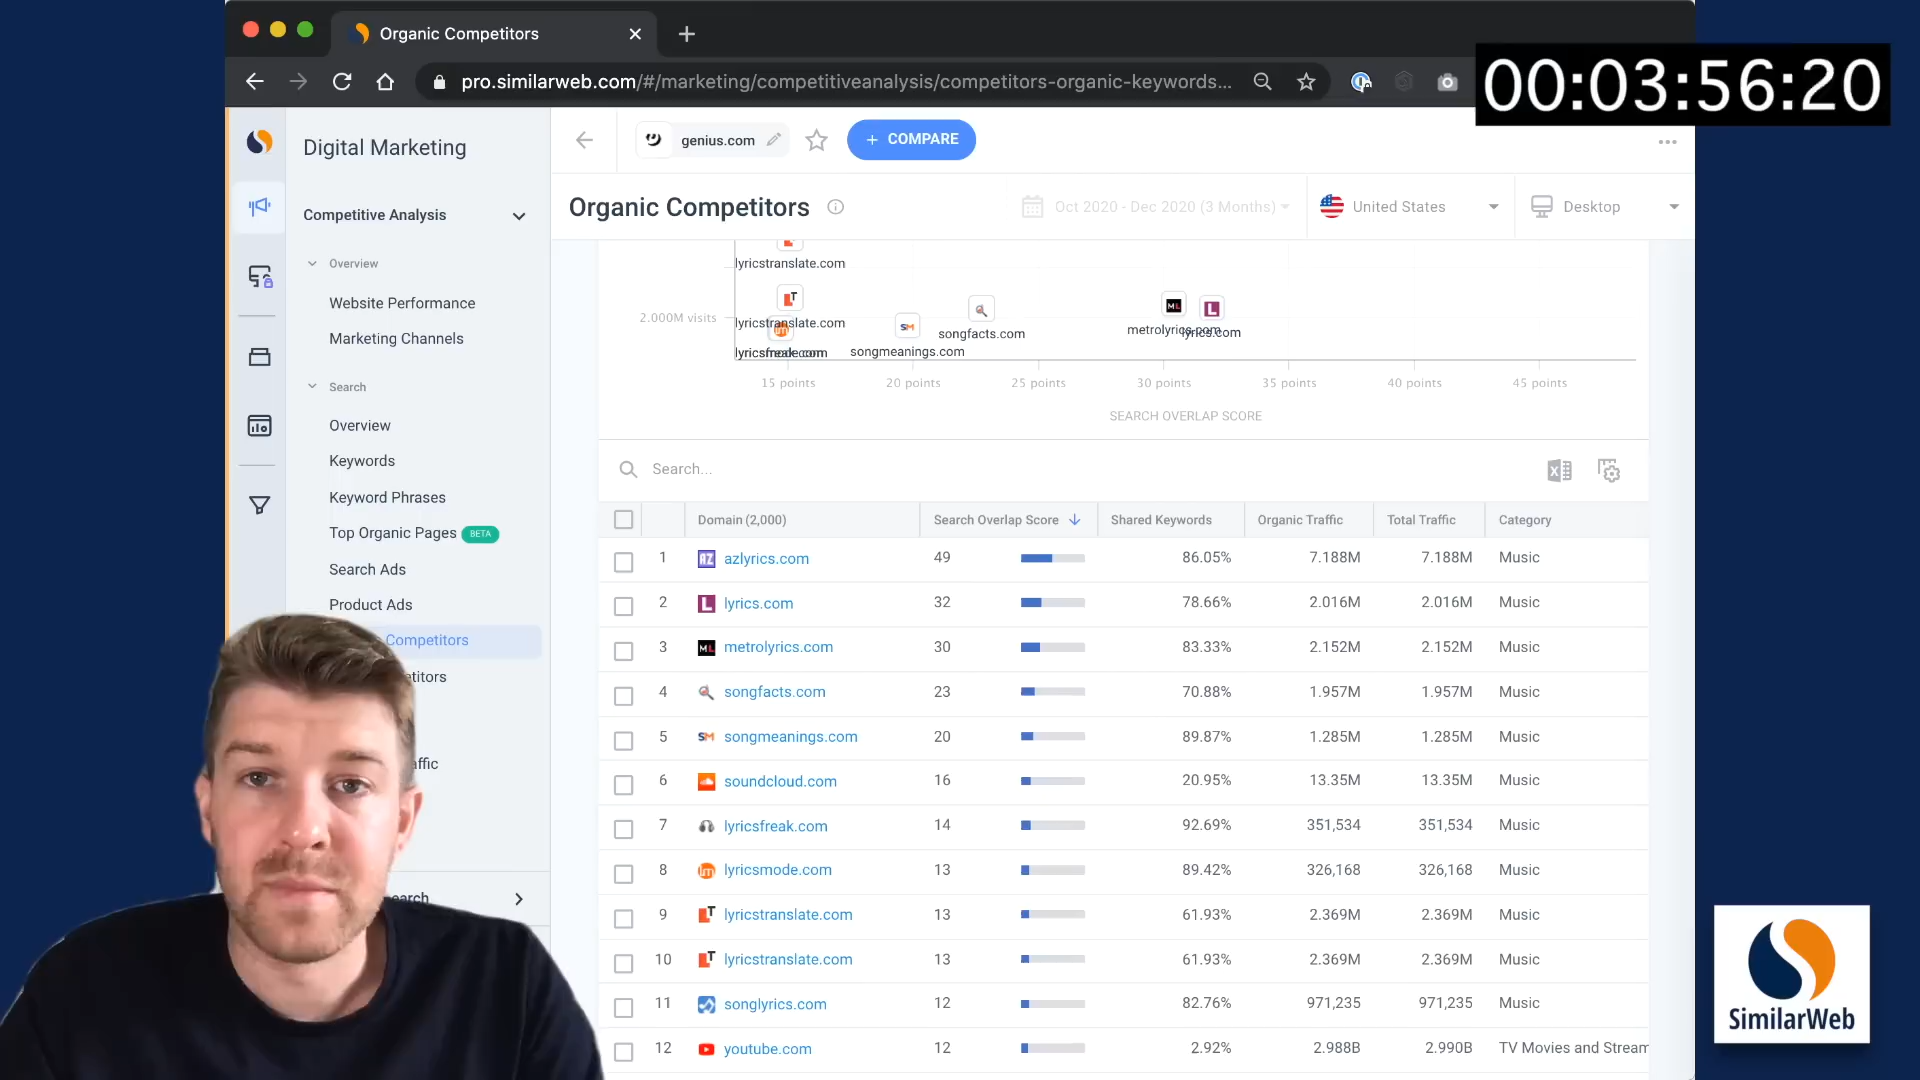 Organic Competitors
pro.similarweb.com/#/marketing/competitiveanalysis/competitors-organic-keywords...
00:03:56:20
Digital Marketing
genius.com
+ COMPARE
Competitive Analysis
Organic Competitors
Oct 2020 - Dec 2020 (3 Months)
United States
Desktop
Overview
Website Performance
Marketing Channels
Search
Overview
Keywords
Keyword Phrases
Top Organic Pages BETA
Search Ads
Product Ads
Competitors
etitors
affic
earch
lyricstranslate.com
2.000M visits
lyricstranslate.com
songfacts.com
metrolyrics.com
lyrics.com
songmeanings.com
15 points
20 points
25 points
30 points
35 points
40 points
45 points
SEARCH OVERLAP SCORE
Search...
Domain (2,000) Search Overlap Score Shared Keywords Organic Traffic Total Traffic Category
1 azlyrics.com 49 86.05% 7.188M 7.188M Music
2 lyrics.com 32 78.66% 2.016M 2.016M Music
3 metrolyrics.com 30 83.33% 2.152M 2.152M Music
4 songfacts.com 23 70.88% 1.957M 1.957M Music
5 songmeanings.com 20 89.87% 1.285M 1.285M Music
6 soundcloud.com 16 20.95% 13.35M 13.35M Music
7 lyricsfreak.com 14 92.69% 351,534 351,534 Music
8 lyricsmode.com 13 89.42% 326,168 326,168 Music
9 lyricstranslate.com 13 61.93% 2.369M 2.369M Music
10 lyricstranslate.com 13 61.93% 2.369M 2.369M Music
11 songlyrics.com 12 82.76% 971,235 971,235 Music
12 youtube.com 12 2.92% 2.988B 2.990B TV Movies and Stream
SimilarWeb